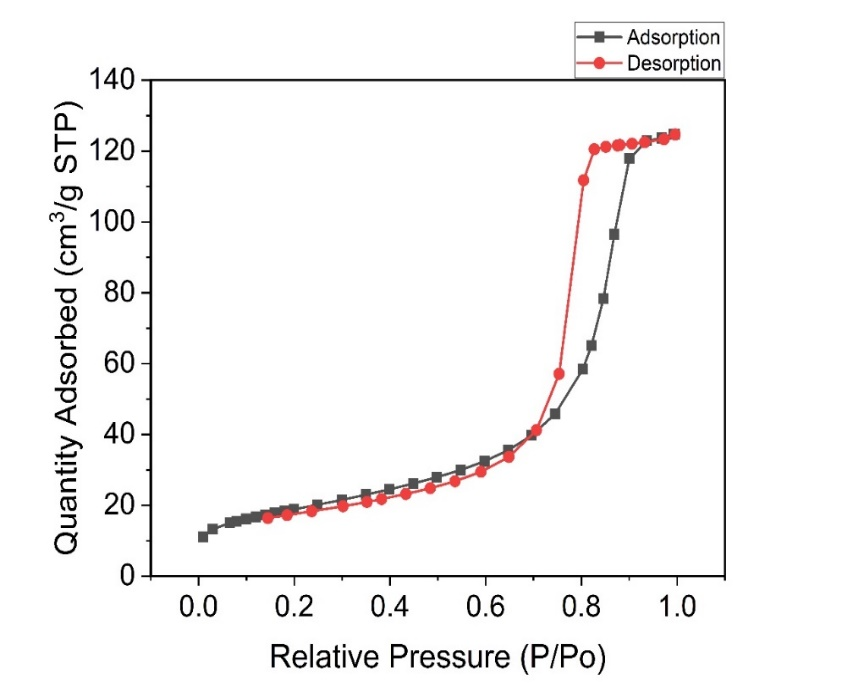 Adsorption
Desorption
140
120
100
80
60
40
20
0
Quantity Adsorbed (cm³/g STP)
0.0 0.2 0.4 0.6 0.8 1.0
Relative Pressure (P/Po)